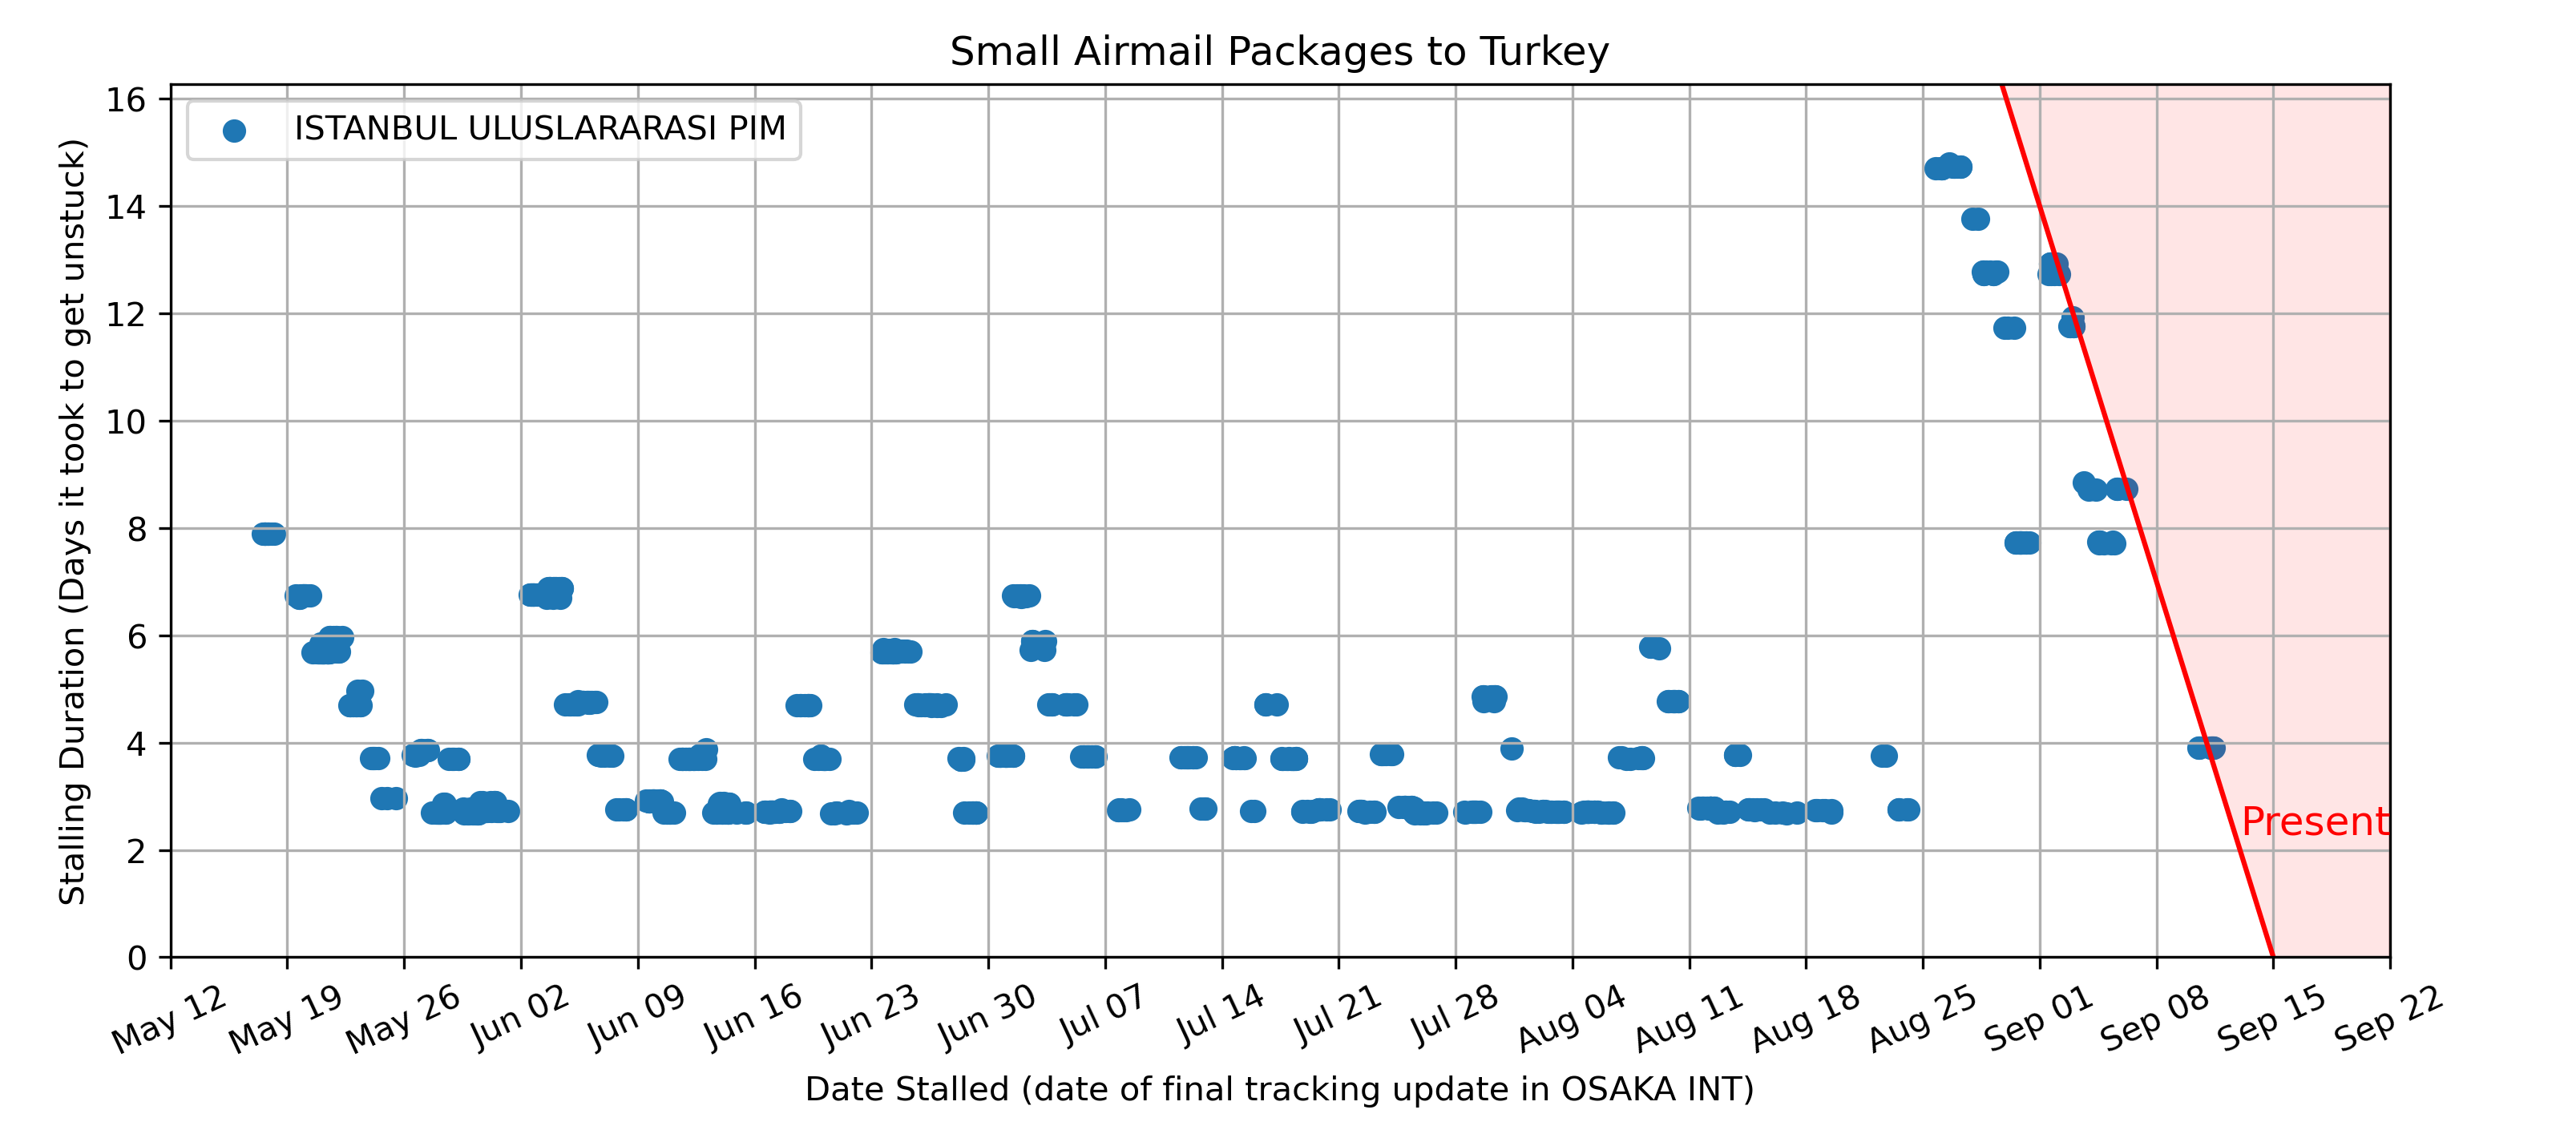 Small Airmail Packages to Turkey
ISTANBUL ULUSLARARASI PIM
Stalling Duration (Days it took to get unstuck)
16
14
12
10
8
6
4
2
0
Present
May 12
May 19
May 26
Jun 02
Jun 09
Jun 16
Jun 23
Jun 30
Jul 07
Jul 14
Jul 21
Jul 28
Aug 04
Aug 11
Aug 18
Aug 25
Sep 01
Sep 08
Sep 15
Sep 22
Date Stalled (date of final tracking update in OSAKA INT)